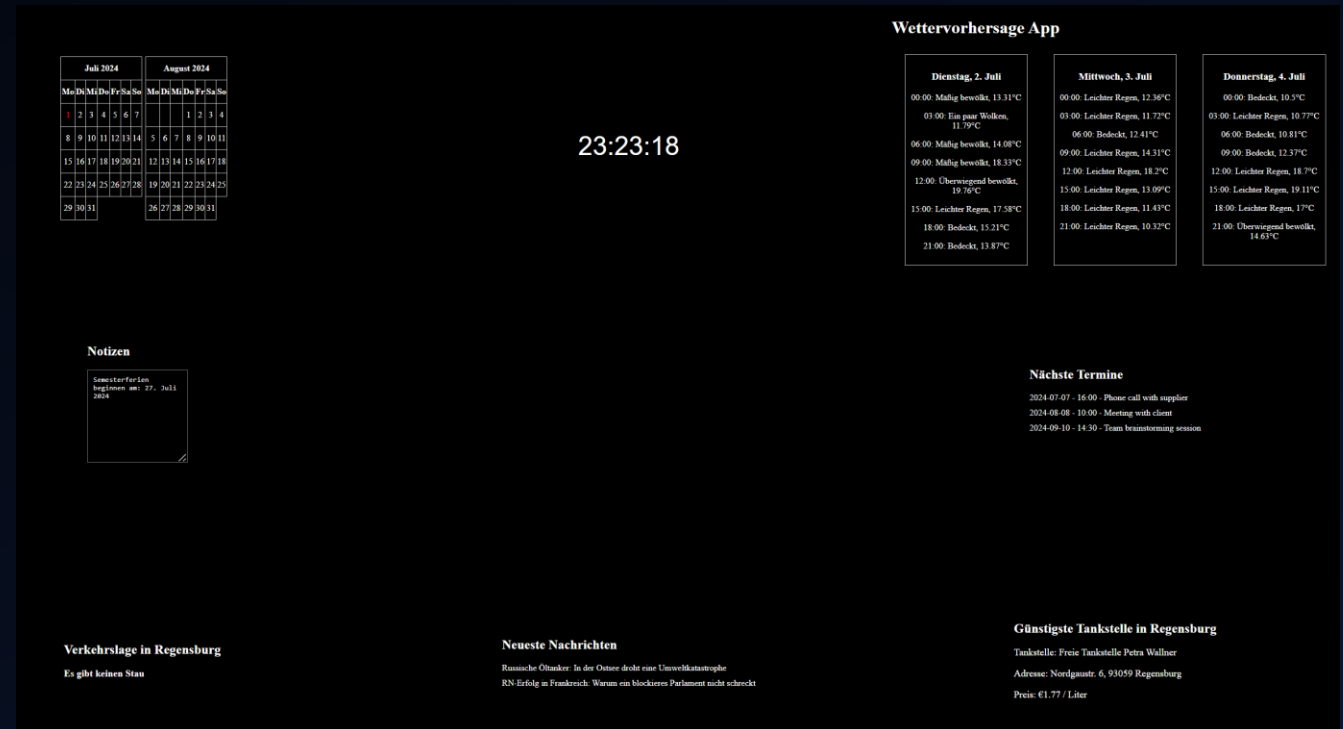 Wettervorhersage App
Juli 2024
Mo Di Mi Do Fr Sa So
1 2 3 4 5 6 7
8 9 10 11 12 13 14
15 16 17 18 19 20 21
22 23 24 25 26 27 28
29 30 31
August 2024
Mo Di Mi Do Fr Sa So
1 2 3 4
5 6 7 8 9 10 11
12 13 14 15 16 17 18
19 20 21 22 23 24 25
26 27 28 29 30 31
23:23:18
Dienstag, 2. Juli
00:00: Mäßig bewölkt, 13.31°C
03:00: Ein paar Wolken,
11.79°C
06:00: Mäßig bewölkt, 14.08°C
09:00: Mäßig bewölkt, 18.33°C
12:00: Überwiegend bewölkt,
19.76°C
15:00: Leichter Regen, 17.58°C
18:00: Bedeckt, 15.21°C
21:00: Bedeckt, 13.87°C
Mittwoch, 3. Juli
00:00: Leichter Regen, 12.36°C
03:00: Leichter Regen, 11.72°C
06:00: Bedeckt, 12.41°C
09:00: Leichter Regen, 14.31°C
12:00: Leichter Regen, 18.2°C
15:00: Leichter Regen, 13.09°C
18:00: Leichter Regen, 11.43°C
21:00: Leichter Regen, 10.32°C
Donnerstag, 4. Juli
00:00: Bedeckt, 10.5°C
03:00: Leichter Regen, 10.77°C
06:00: Bedeckt, 10.81°C
09:00: Bedeckt, 12.37°C
12:00: Leichter Regen, 18.7°C
15:00: Leichter Regen, 19.11°C
18:00: Leichter Regen, 17°C
21:00: Überwiegend bewölkt,
14.63°C
Notizen
Semesterferien
beginnen am: 27. Juli
2024
Nächste Termine
2024-07-07 - 16:00 - Phone call with supplier
2024-08-08 - 10:00 - Meeting with client
2024-09-10 - 14:30 - Team brainstorming session
Verkehrslage in Regensburg
Es gibt keinen Stau
Neueste Nachrichten
Russische Öltanker: In der Ostsee droht eine Umweltkatastrophe
RN-Erfolg in Frankreich: Warum ein blockieres Parlament nicht schreckt
Günstigste Tankstelle in Regensburg
Tankstelle: Freie Tankstelle Petra Wallner
Adresse: Nordgaustr. 6, 93059 Regensburg
Preis: €1.77 / Liter